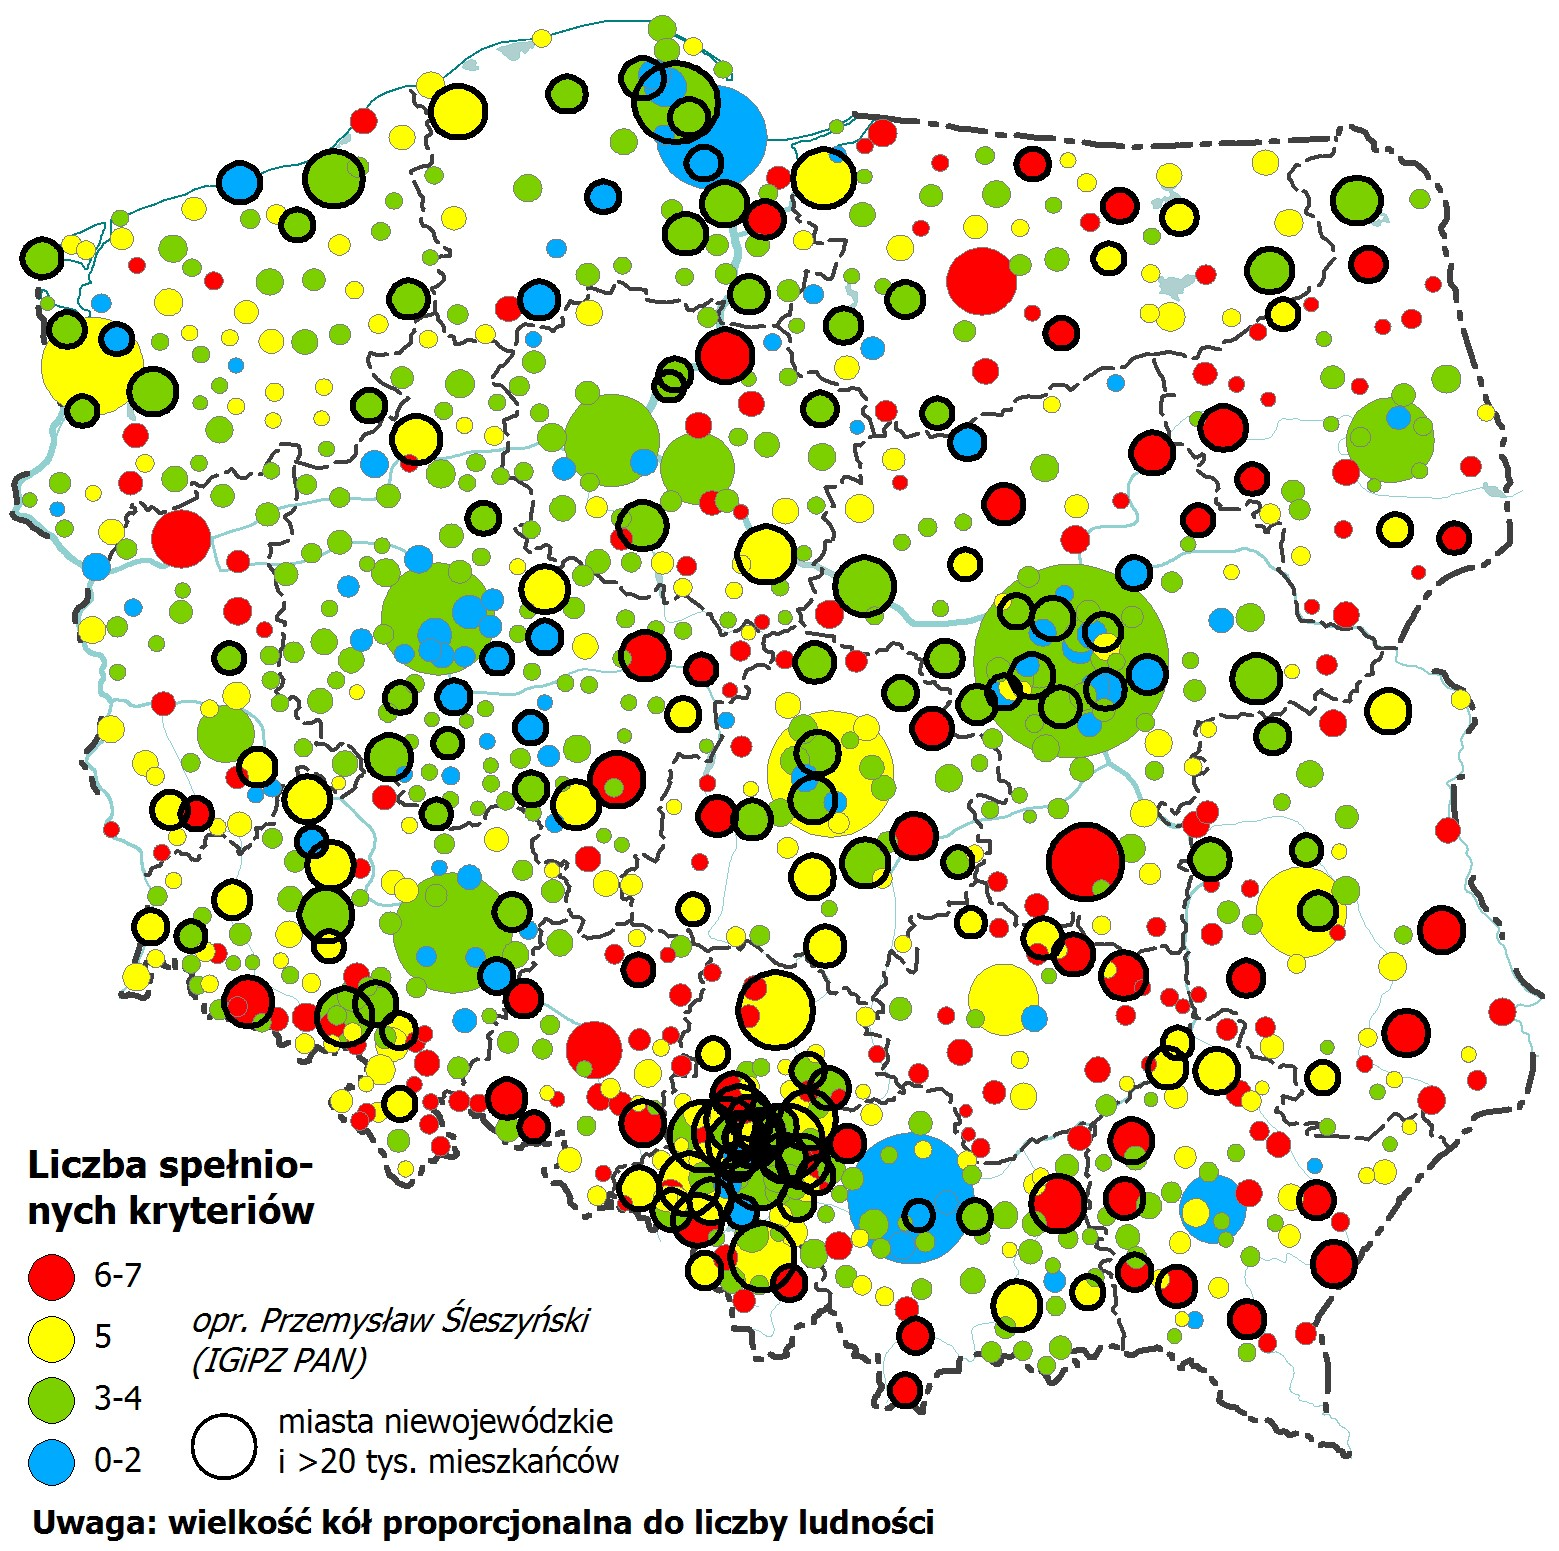 Liczba spełnio-
nych kryteriów
6-7
5
3-4
0-2
opr. Przemysław Śleszyński
(IGiPZ PAN)
miasta niewojewódzkie
i >20 tys. mieszkańców
Uwaga: wielkość kół proporcjonalna do liczby ludności